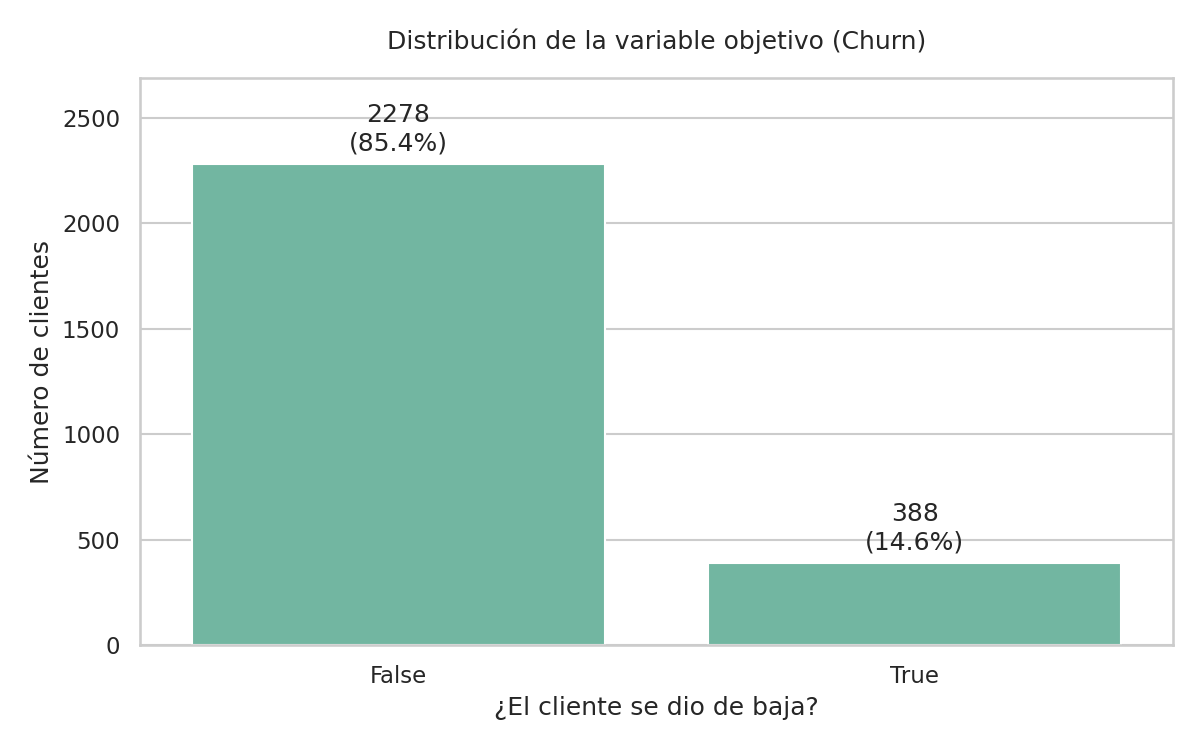 Distribución de la variable objetivo (Churn)
Número de clientes
2500
2000
1500
1000
500
0
2278
(85.4%)
388
(14.6%)
False
True
¿El cliente se dio de baja?